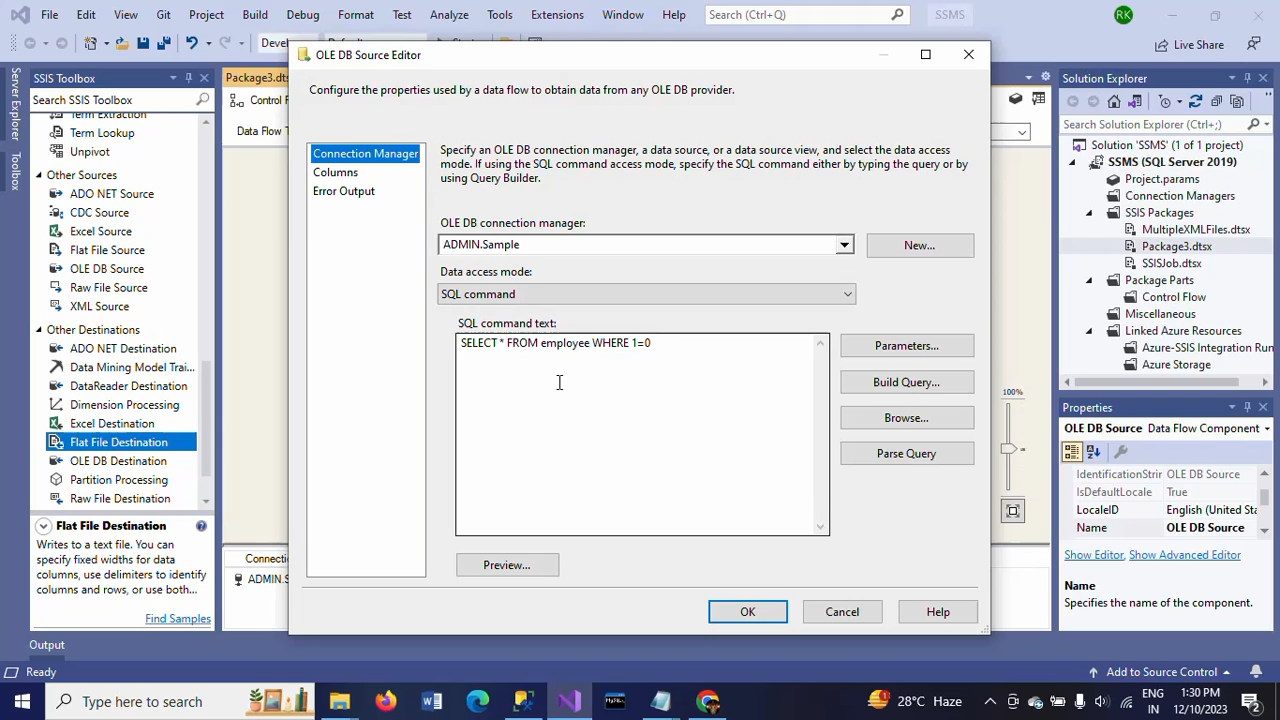 File Edit View Git Project Build Debug Format Test Analyze Tools Extensions Window Help Search (Ctrl+Q) SSMS RK
Live Share
Server Explorer
Toolbox
SSIS Toolbox
Search SSIS Toolbox
Term Extraction
Term Lookup
Unpivot
Other Sources
ADO NET Source
CDC Source
Excel Source
Flat File Source
OLE DB Source
Raw File Source
XML Source
Other Destinations
ADO NET Destination
Data Mining Model Trai...
DataReader Destination
Dimension Processing
Excel Destination
Flat File Destination
OLE DB Destination
Partition Processing
Raw File Destination
Flat File Destination
Writes to a text file. You can
specify fixed widths for data
columns, use delimiters to identify
columns and rows, or use both...
Find Samples
Package3.dts
Control F
Data Flow T
Connectio
ADMIN.S
OLE DB Source Editor
Configure the properties used by a data flow to obtain data from any OLE DB provider.
Connection Manager
Columns
Error Output
Specify an OLE DB connection manager, a data source, or a data source view, and select the data access
mode. If using the SQL command access mode, specify the SQL command either by typing the query or by
using Query Builder.
OLE DB connection manager:
ADMIN.Sample
New...
Data access mode:
SQL command
SQL command text:
SELECT * FROM employee WHERE 1=0
Parameters...
Build Query...
Browse...
Parse Query
Preview...
OK Cancel Help
100%
Solution Explorer
Search Solution Explorer (Ctrl+;)
Solution 'SSMS' (1 of 1 project)
SSMS (SQL Server 2019)
Project.params
Connection Managers
SSIS Packages
MultipleXMLFiles.dtsx
Package3.dtsx
SSISJob.dtsx
Package Parts
Control Flow
Miscellaneous
Linked Azure Resources
Azure-SSIS Integration Run
Azure Storage
Properties
OLE DB Source Data Flow Component
IdentificationStrin OLE DB Source
IsDefaultLocale True
LocaleID English (United Sta
Name OLE DB Source
Show Editor, Show Advanced Editor
Name
Specifies the name of the component.
Output
Ready
Add to Source Control
Type here to search
28°C Haze
ENG
IN
1:30 PM
12/10/2023
2